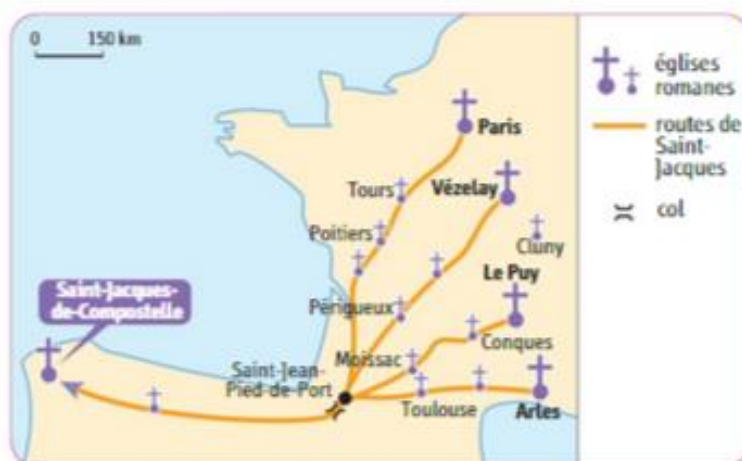 0 150 km
Paris
Tours
Vézelay
Poitiers
Cluny
Le Puy
Saint-Jacques-
de-Compostelle
Périgueux
Conques
Moissac
Saint-Jean-
Pied-de-Port
Toulouse
Arles
églises
romanes
routes de
Saint-
Jacques
col